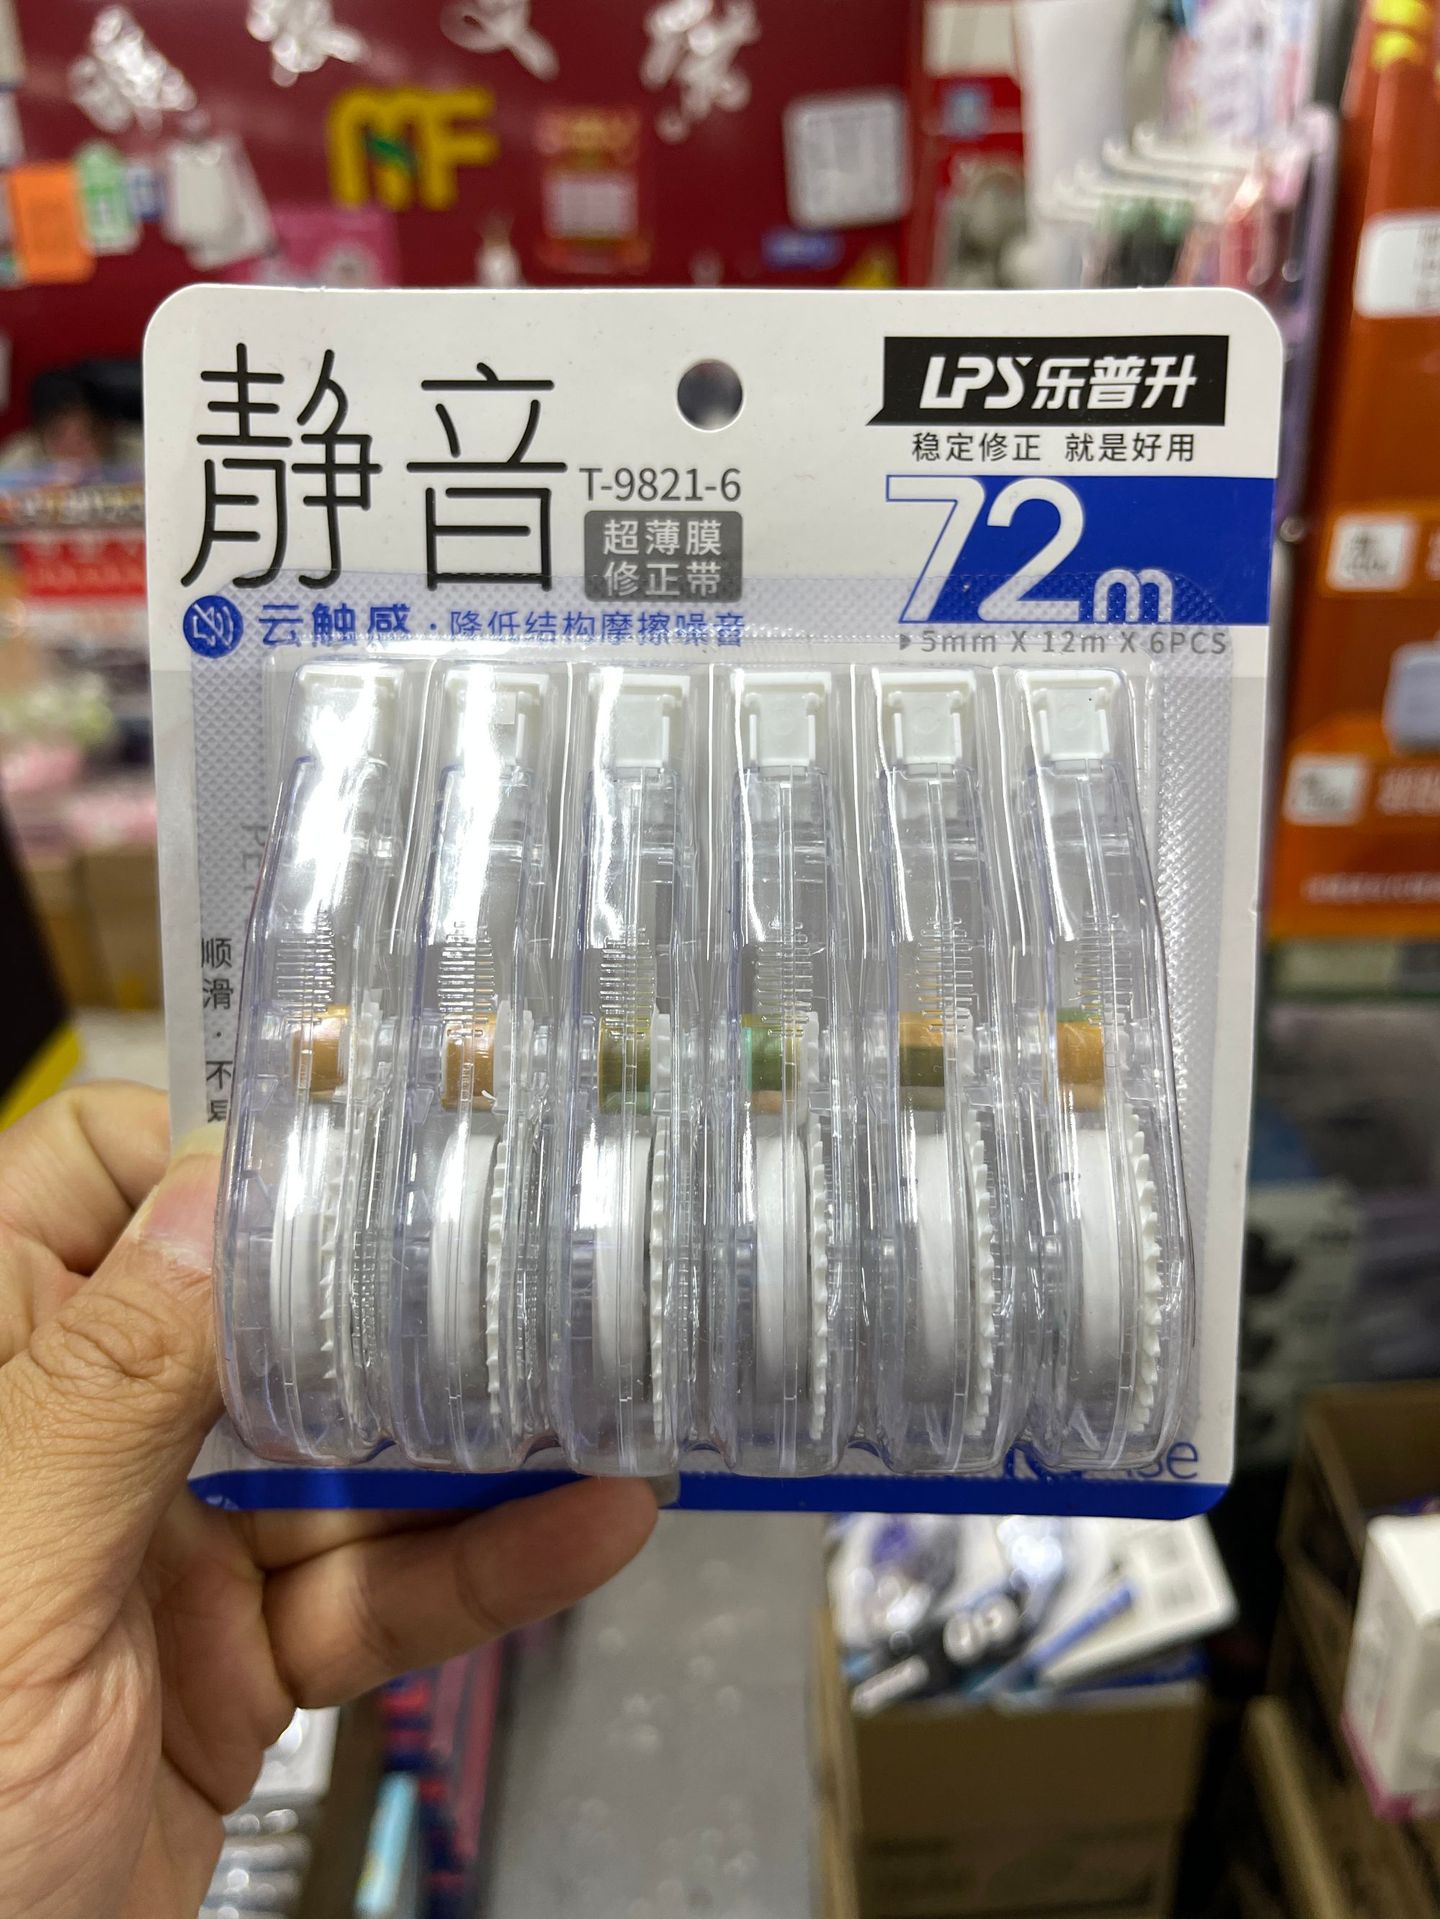 MF
静音
T-9821-6
超薄膜
修正带
LPS乐普升
稳定修正 就是好用
72m
5mm X 12m X 6PCS
云触感·降低结构摩擦噪音
顺滑·不